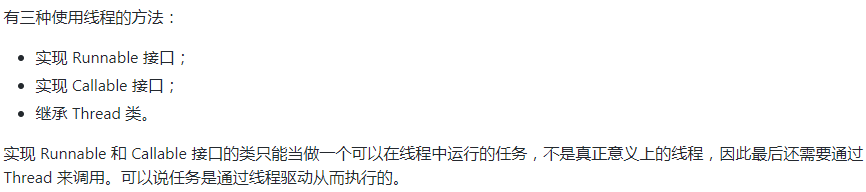 有三种使用线程的方法：
• 实现 Runnable 接口；
• 实现 Callable 接口；
• 继承 Thread 类。
实现 Runnable 和 Callable 接口的类只能当做一个可以在线程中运行的任务，不是真正意义上的线程，因此最后还需要通过
Thread 来调用。可以说任务是通过线程驱动从而执行的。